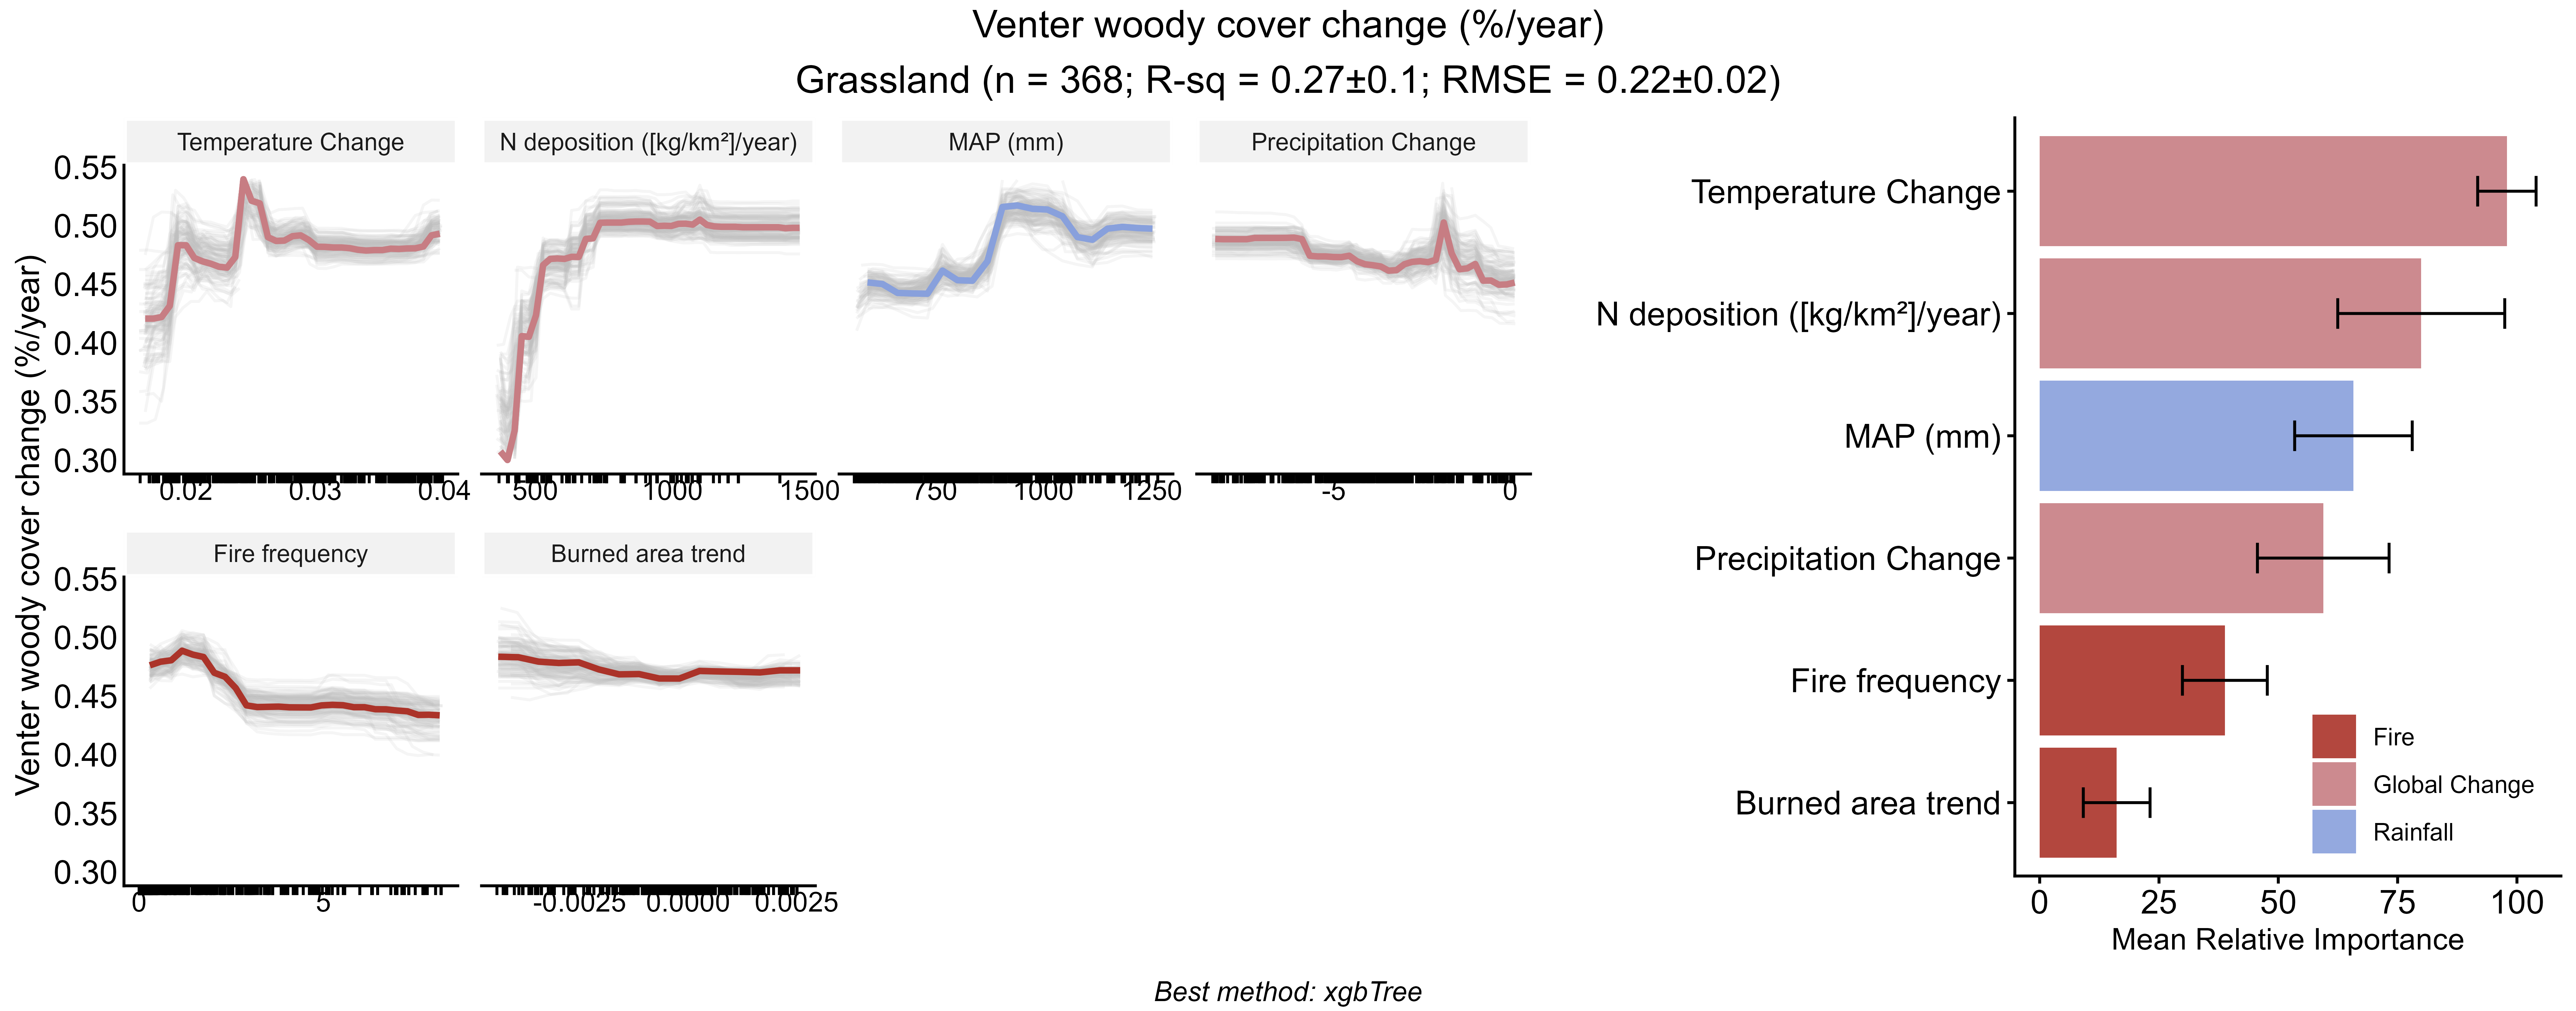 Venter woody cover change (%/year)
Grassland (n = 368; R-sq = 0.27±0.1; RMSE = 0.22±0.02)
Venter woody cover change (%/year)
Temperature Change
N deposition ([kg/km²]/year)
MAP (mm)
Precipitation Change
0.55
0.50
0.45
0.40
0.35
0.30
0.02 0.03 0.04
500 1000 1500
750 1000 1250
-5 0
Fire frequency
Burned area trend
0.55
0.50
0.45
0.40
0.35
0.30
0 5
-0.0025 0.0000 0.0025
Temperature Change
N deposition ([kg/km²]/year)
MAP (mm)
Precipitation Change
Fire frequency
Burned area trend
Fire
Global Change
Rainfall
0 25 50 75 100
Mean Relative Importance
Best method: xgbTree